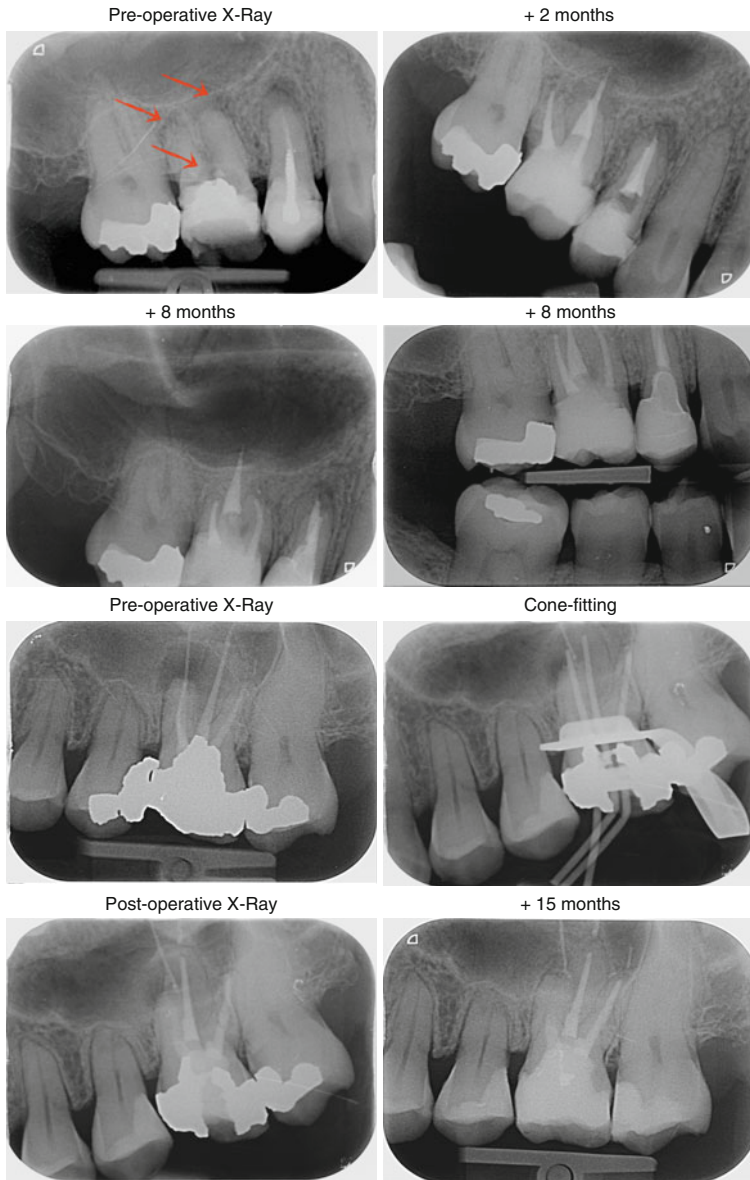 Pre-operative X-Ray
+ 2 months
+ 8 months
+ 8 months
Pre-operative X-Ray
Cone-fitting
Post-operative X-Ray
+ 15 months